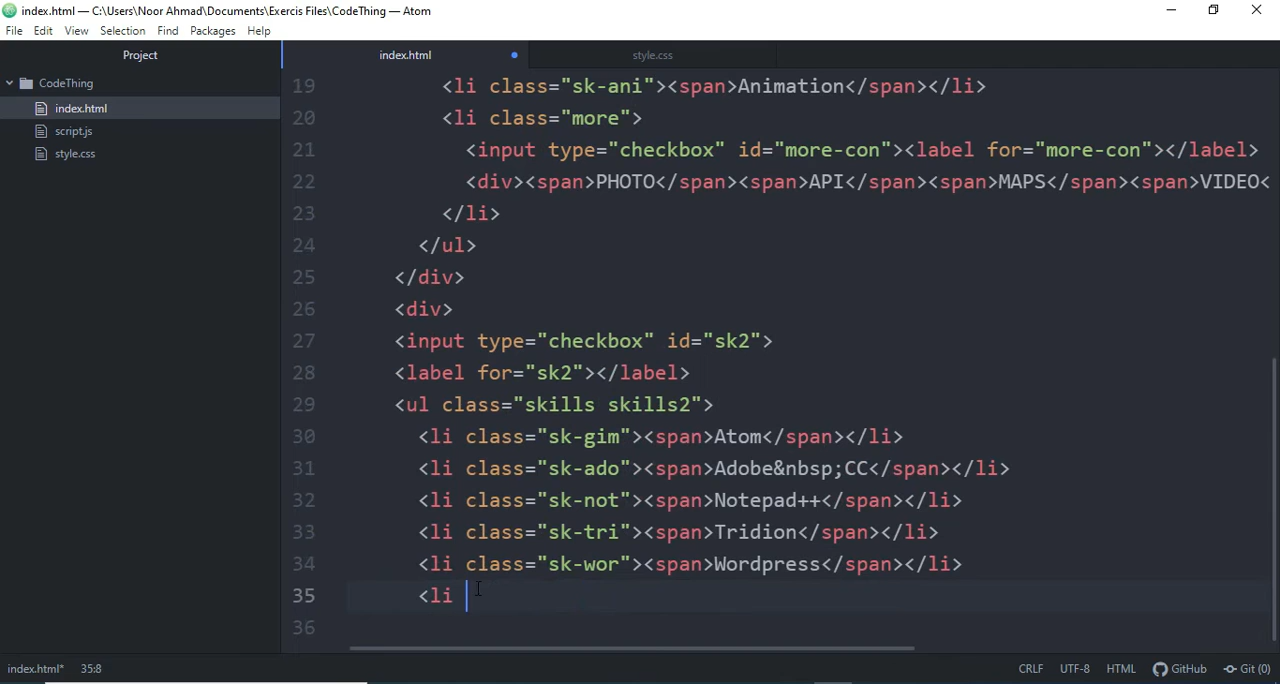 index.html — C:\Users\Noor Ahmad\Documents\Exercis Files\CodeThing — Atom
File Edit View Selection Find Packages Help
Project index.html style.css
CodeThing
index.html
script.js
style.css
19 <li class="sk-ani"><span>Animation</span></li>
20 <li class="more">
21 <input type="checkbox" id="more-con"><label for="more-con"></label>
22 <div><span>PHOTO</span><span>API</span><span>MAPS</span><span>VIDEO<
23 </li>
24 </ul>
25 </div>
26 <div>
27 <input type="checkbox" id="sk2">
28 <label for="sk2"></label>
29 <ul class="skills skills2">
30 <li class="sk-gim"><span>Atom</span></li>
31 <li class="sk-ado"><span>Adobe&nbsp;CC</span></li>
32 <li class="sk-not"><span>Notepad++</span></li>
33 <li class="sk-tri"><span>Tridion</span></li>
34 <li class="sk-wor"><span>Wordpress</span></li>
35 <li
36
index.html* 35:8 CRLF UTF-8 HTML GitHub Git (0)